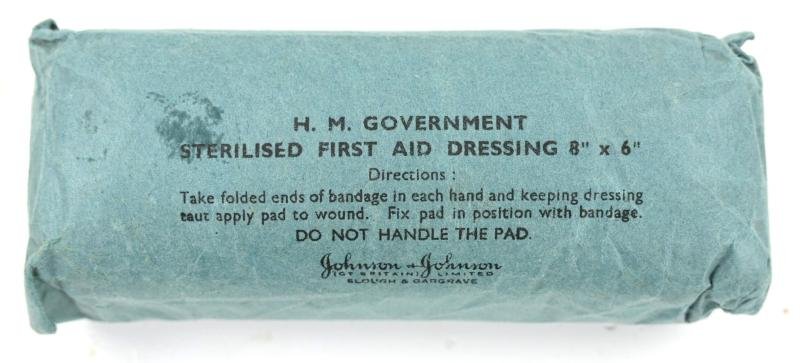 H. M. GOVERNMENT
STERILISED FIRST AID DRESSING 8" x 6"
Directions :
Take folded ends of bandage in each hand and keeping dressing
taut apply pad to wound. Fix pad in position with bandage.
DO NOT HANDLE THE PAD.
Johnson + Johnson
(GT BRITAIN) LIMITED
SLOUGH & GARGRAVE